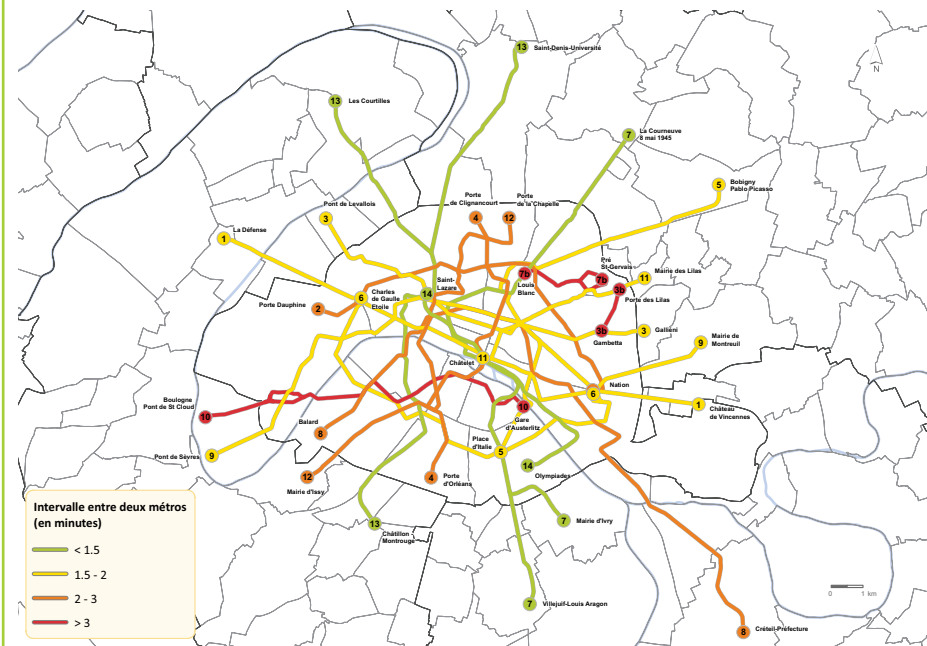 13
Saint-Denis-Université
13
Les Courtilles
7
La Courneuve
8 mai 1945
N
5
Bobigny
Pablo Picasso
Porte
de Clignancourt
4
12
Porte
de la Chapelle
Pont de Levallois
3
La Défense
1
7b
Louis
Blanc
Pré
St-Gervais
7b
11
Mairie des Lilas
3b
Porte des Lilas
Saint-
Lazare
14
6
Charles
de Gaulle
Etoile
Porte Dauphine
2
3b
Gambetta
3
Galliéni
9
Mairie de
Montreuil
Châtelet
11
Nation
6
1
Château
de Vincennes
Boulogne
Pont de St Cloud
10
10
Gare
d'Austerlitz
Balard
8
Place
d'Italie
5
Pont de Sèvres
9
12
Mairie d'Issy
4
Porte
d'Orléans
14
Olympiades
13
Châtillon
Montrouge
7
Mairie d'Ivry
7
Villejuif-Louis Aragon
8
Créteil-Préfecture
Intervalle entre deux métros
(en minutes)
< 1.5
1.5 - 2
2 - 3
> 3
0 1 km